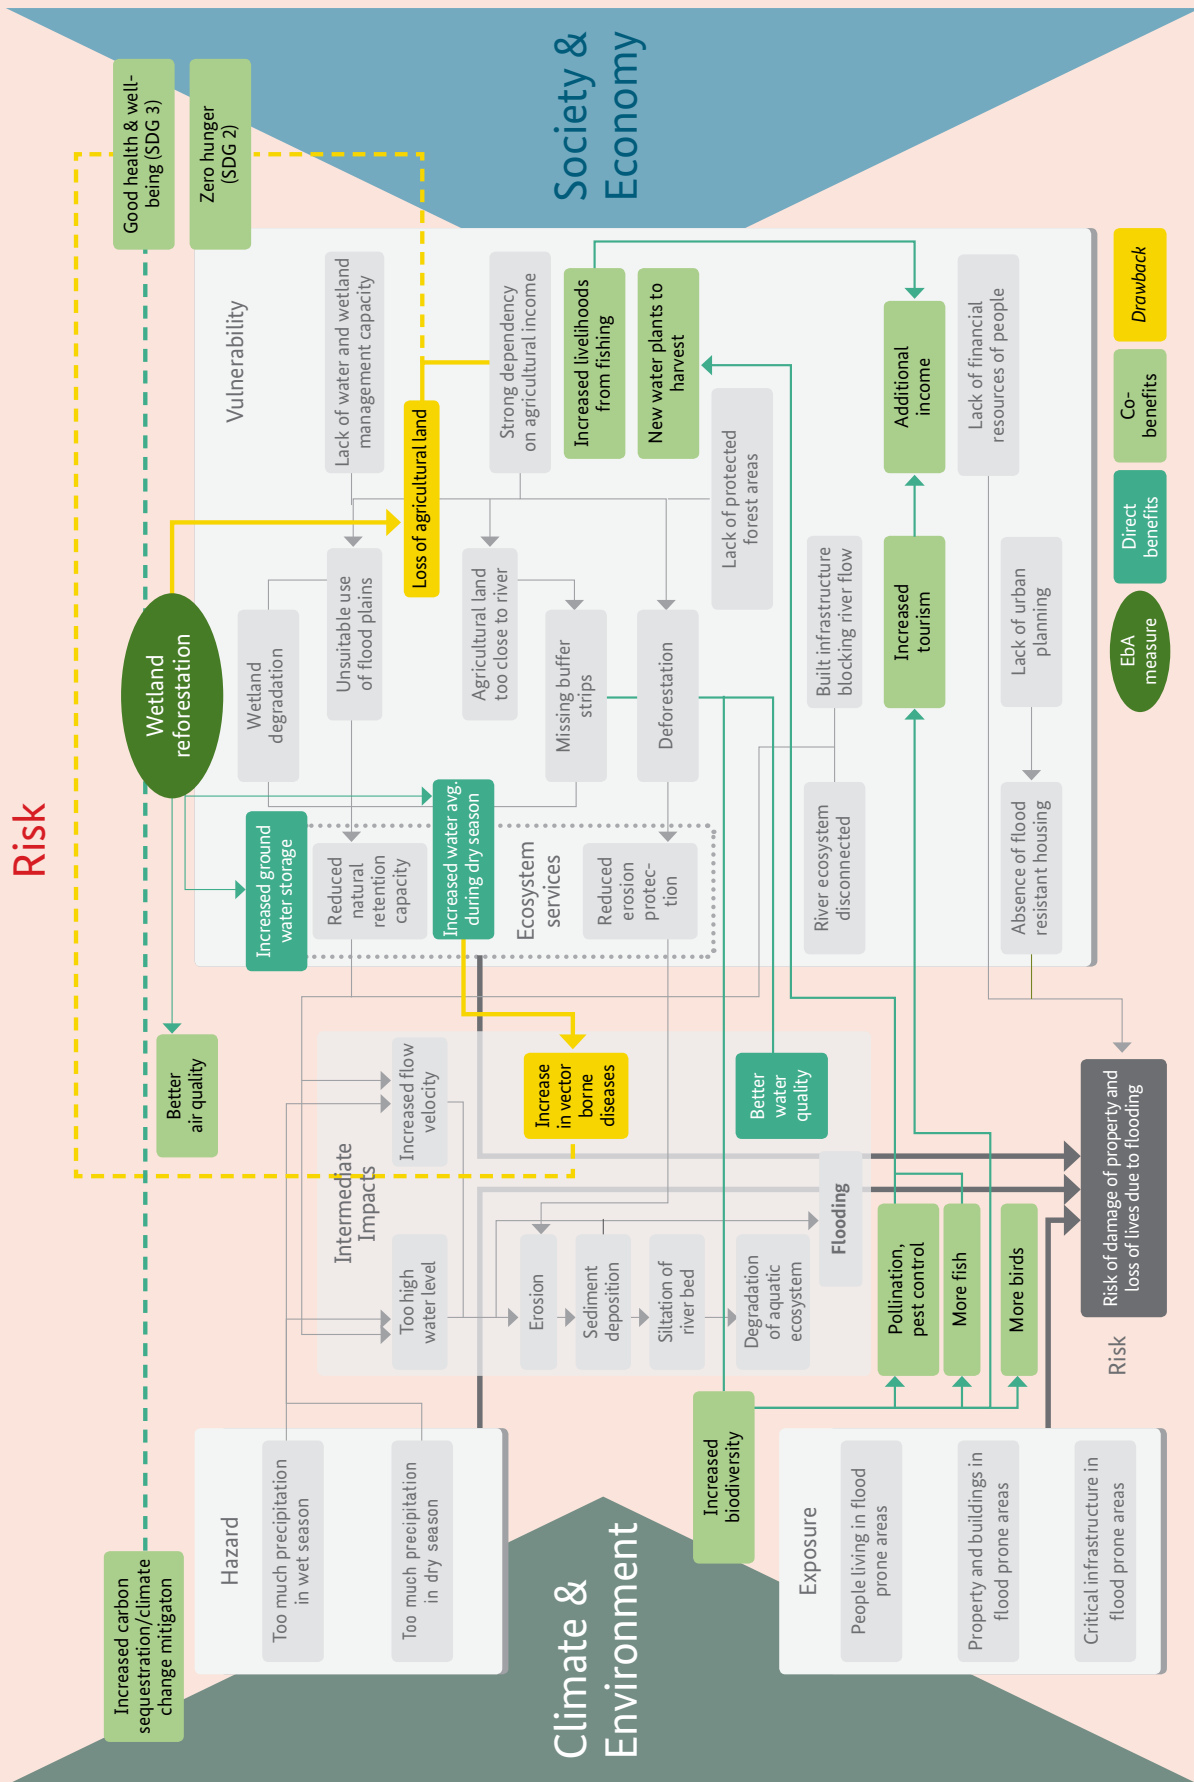 Risk
Increased carbon
sequestration/climate
change mitigaton
Good health & well-
being (SDG 3)
Zero hunger
(SDG 2)
Wetland
reforestation
Better
air quality
Climate &
Environment
Society &
Economy
Hazard
Too much precipitation
in wet season
Too much precipitation
in dry season
Intermediate
Impacts
Too high
water level
Increased flow
velocity
Erosion
Sediment
deposition
Siltation of
river bed
Degradation
of aquatic
ecosystem
Increase
in vector
borne
diseases
Better
water
quality
Flooding
Increased ground
water storage
Reduced
natural
retention
capacity
Increased water avg.
during dry season
Ecosystem
services
Reduced
erosion
protec-
tion
River ecosystem
disconnected
Absence of flood
resistant housing
Vulnerability
Wetland
degradation
Unsuitable use
of flood plains
Lack of water and wetland
management capacity
Loss of agricultural land
Agricultural land
too close to river
Strong dependency
on agricultural income
Missing buffer
strips
Increased livelihoods
from fishing
Deforestation
New water plants to
harvest
Lack of protected
forest areas
Built infrastructure
blocking river flow
Increased
tourism
Additional
income
Lack of financial
resources of people
Lack of urban
planning
Increased
biodiversity
Pollination,
pest control
More fish
More birds
Exposure
People living in flood
prone areas
Property and buildings in
flood prone areas
Critical infrastructure in
flood prone areas
Risk
Risk of damage of property and
loss of lives due to flooding
EbA
measure
Direct
benefits
Co-
benefits
Drawback